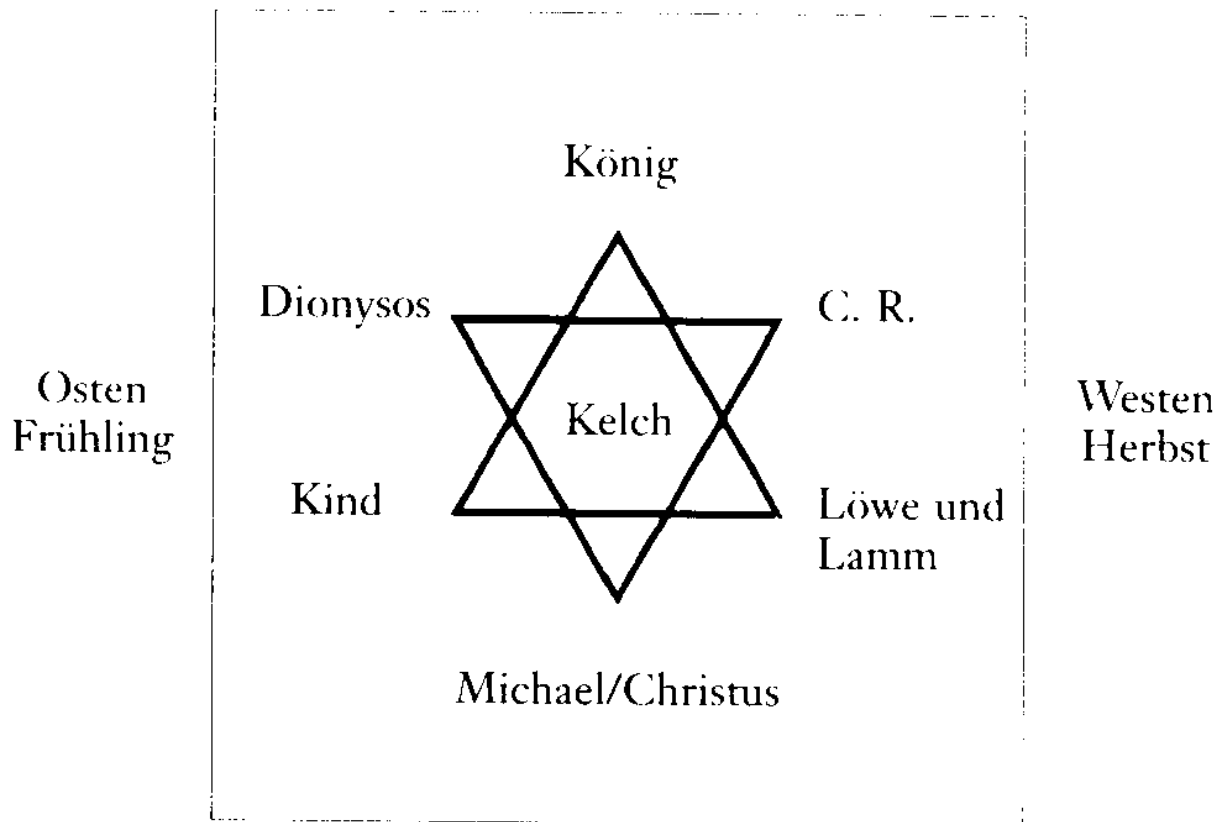 König
Dionysos
C. R.
Osten
Frühling
Kelch
Westen
Herbst
Kind
Löwe und
Lamm
Michael/Christus